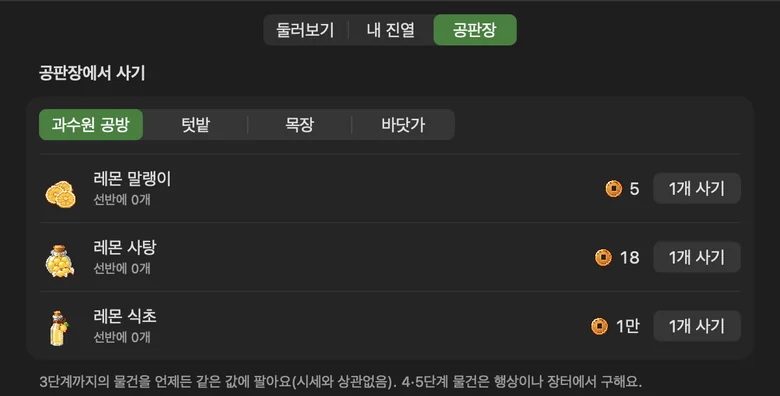 둘러보기 내 진열 공판장
공판장에서 사기
과수원 공방 텃밭 목장 바닷가
레몬 말랭이
선반에 0개
5 1개 사기
레몬 사탕
선반에 0개
18 1개 사기
레몬 식초
선반에 0개
1만 1개 사기
3단계까지의 물건을 언제든 같은 값에 팔아요(시세와 상관없음). 4·5단계 물건은 행상이나 장터에서 구해요.